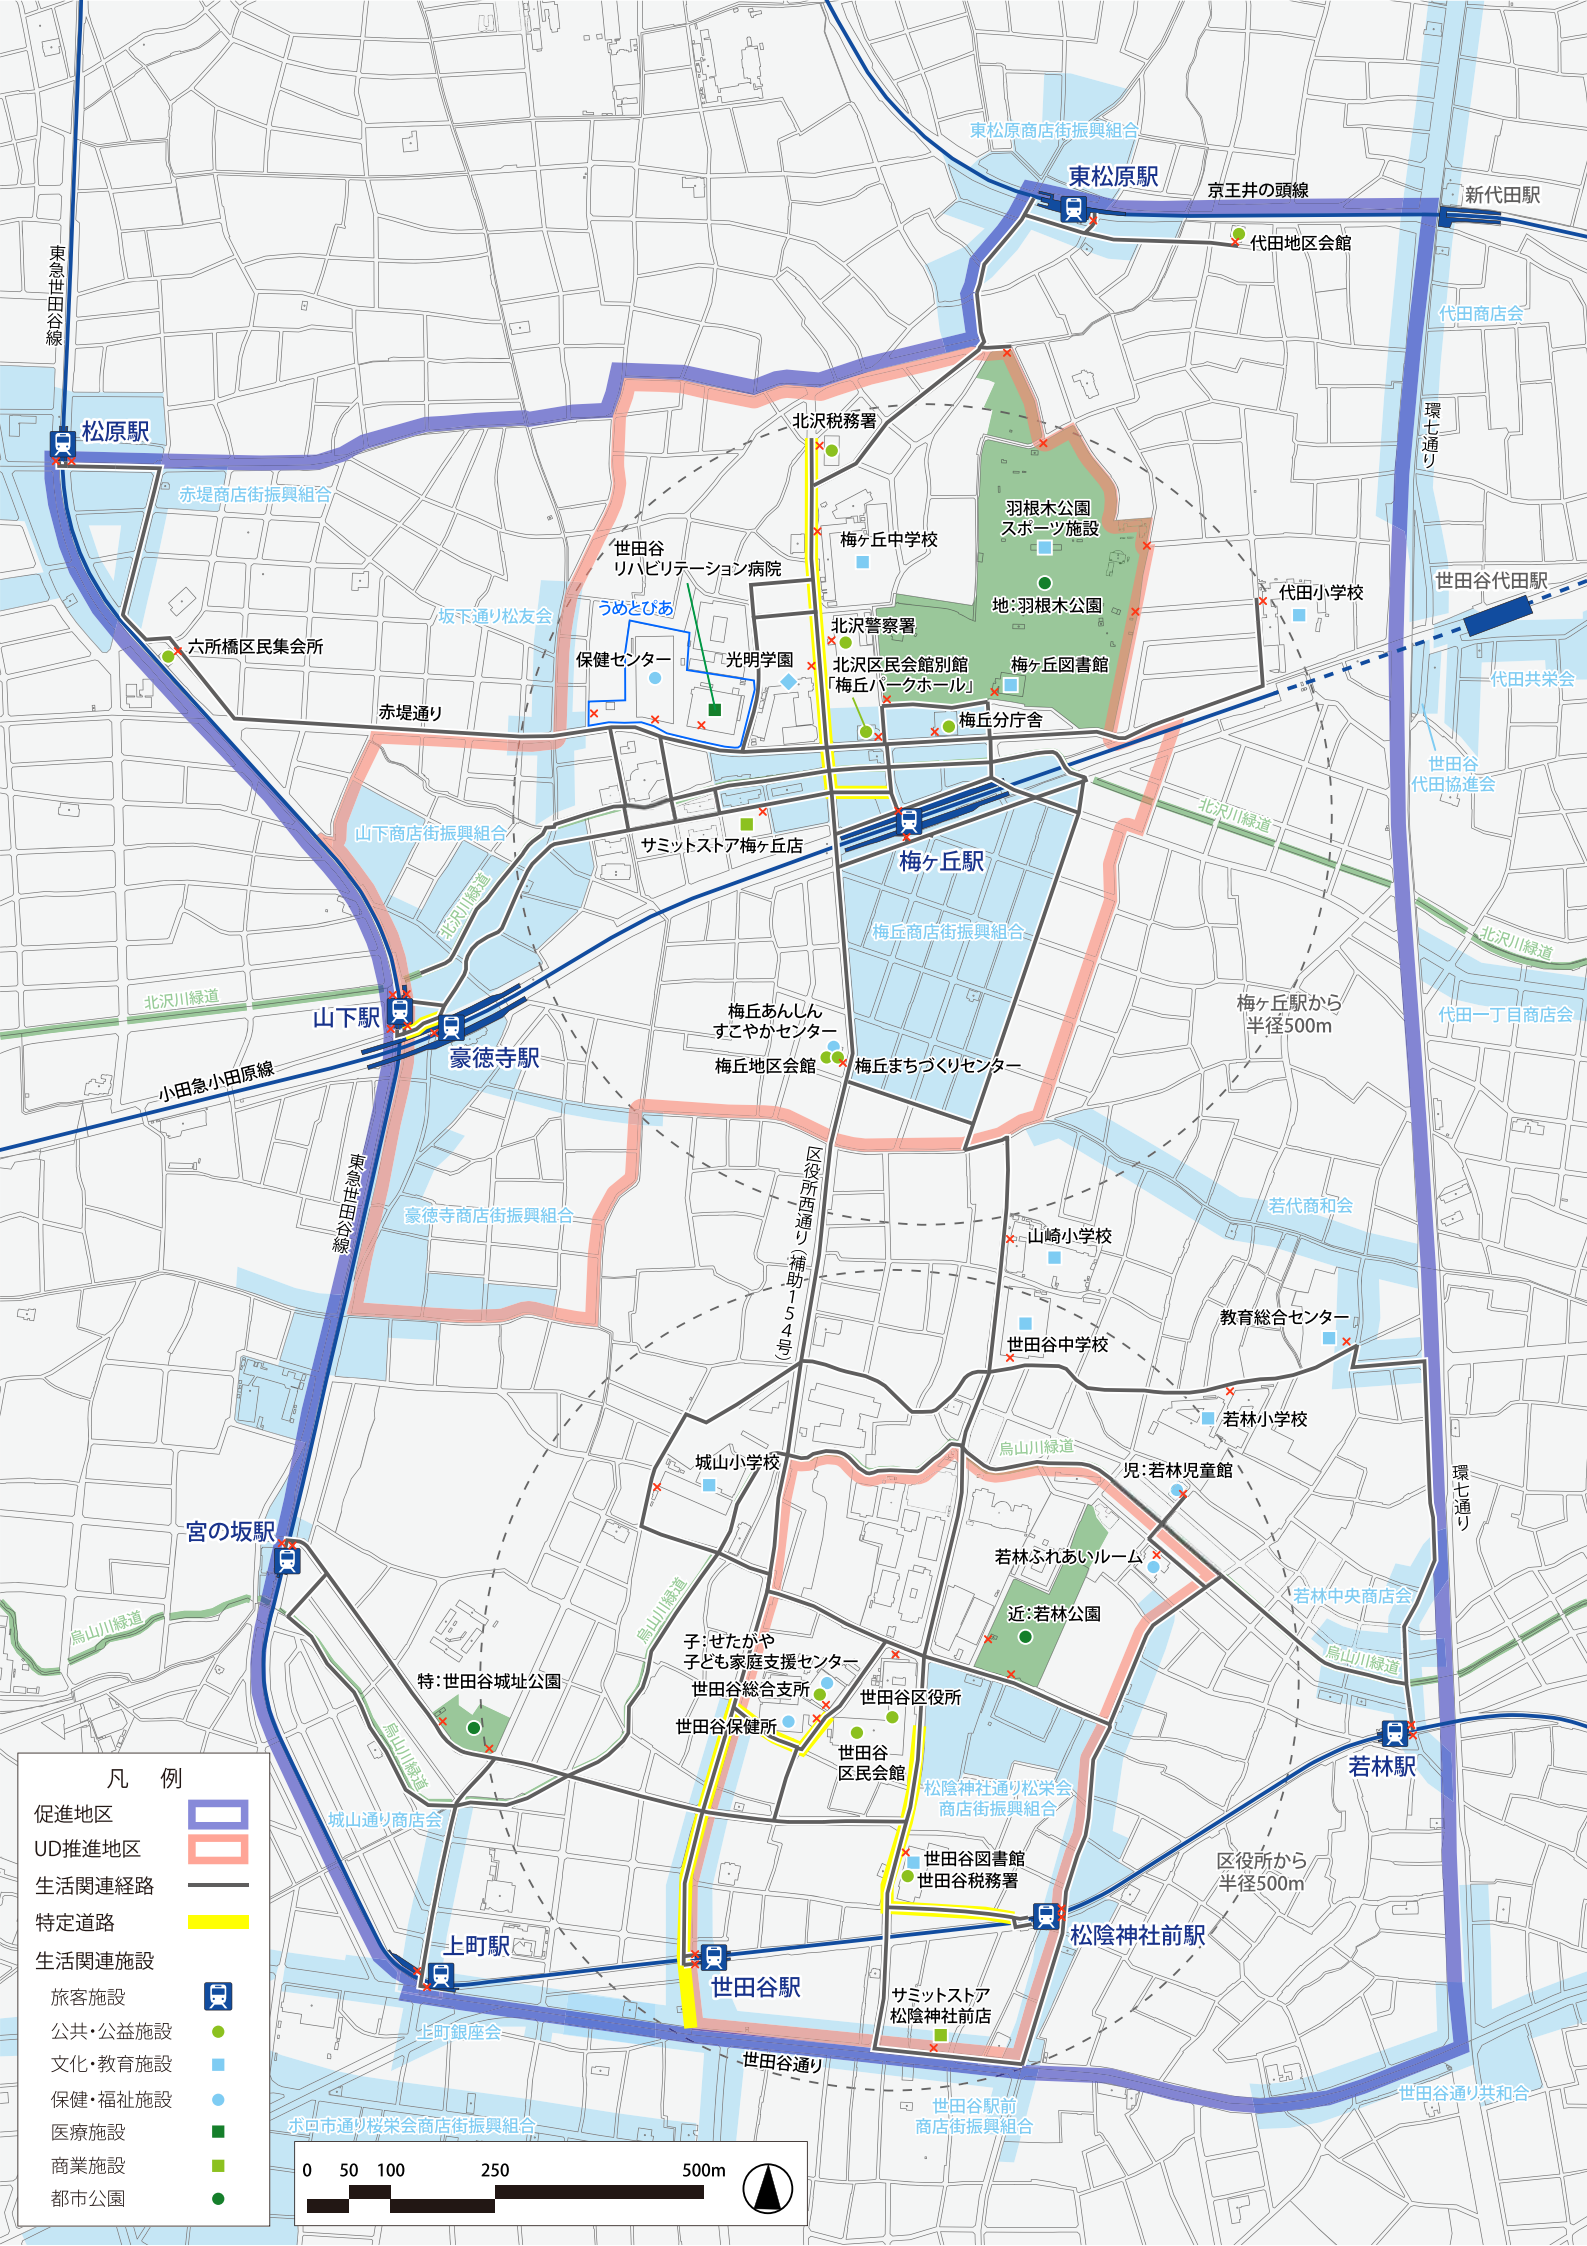 東松原商店街振興組合
東松原駅
京王井の頭線
新代田駅
代田地区会館
東急世田谷線
代田商店会
環七通り
松原駅
赤堤商店街振興組合
北沢税務署
羽根木公園
スポーツ施設
梅ヶ丘中学校
世田谷
リハビリテーション病院
うめとぴあ
地:羽根木公園
世田谷代田駅
代田小学校
坂下通り松友会
北沢警察署
六所橋区民集会所
保健センター
光明学園
北沢区民会館別館
「梅丘パークホール」
梅ヶ丘図書館
代田共栄会
赤堤通り
梅丘分庁舎
世田谷
代田協進会
北沢川緑道
山下商店街振興組合
サミットストア梅ヶ丘店
梅ヶ丘駅
北沢川緑道
梅丘商店街振興組合
北沢川緑道
北沢川緑道
山下駅
豪徳寺駅
小田急小田原線
梅丘あんしん
すこやかセンター
梅丘地区会館
梅丘まちづくりセンター
梅ヶ丘駅から
半径500m
代田一丁目商店会
東急世田谷線
区役所西通り(補助154号)
豪徳寺商店街振興組合
若代商和会
山崎小学校
世田谷中学校
教育総合センター
若林小学校
烏山川緑道
城山小学校
児:若林児童館
環七通り
宮の坂駅
若林ふれあいルーム
若林中央商店会
烏山川緑道
烏山川緑道
近:若林公園
子:せたがや
子ども家庭支援センター
烏山川緑道
特:世田谷城址公園
世田谷総合支所
世田谷区役所
世田谷保健所
世田谷
区民会館
烏山川緑道
若林駅
松陰神社通り松栄会
商店街振興組合
城山通り商店会
世田谷図書館
世田谷税務署
区役所から
半径500m
松陰神社前駅
上町駅
世田谷駅
サミットストア
松陰神社前店
上町銀座会
世田谷通り
世田谷駅前
商店街振興組合
世田谷通り共和合
ボロ市通り桜栄会商店街振興組合
凡 例
促進地区
UD推進地区
生活関連経路
特定道路
生活関連施設
旅客施設
公共・公益施設
文化・教育施設
保健・福祉施設
医療施設
商業施設
都市公園
0 50 100 250 500m